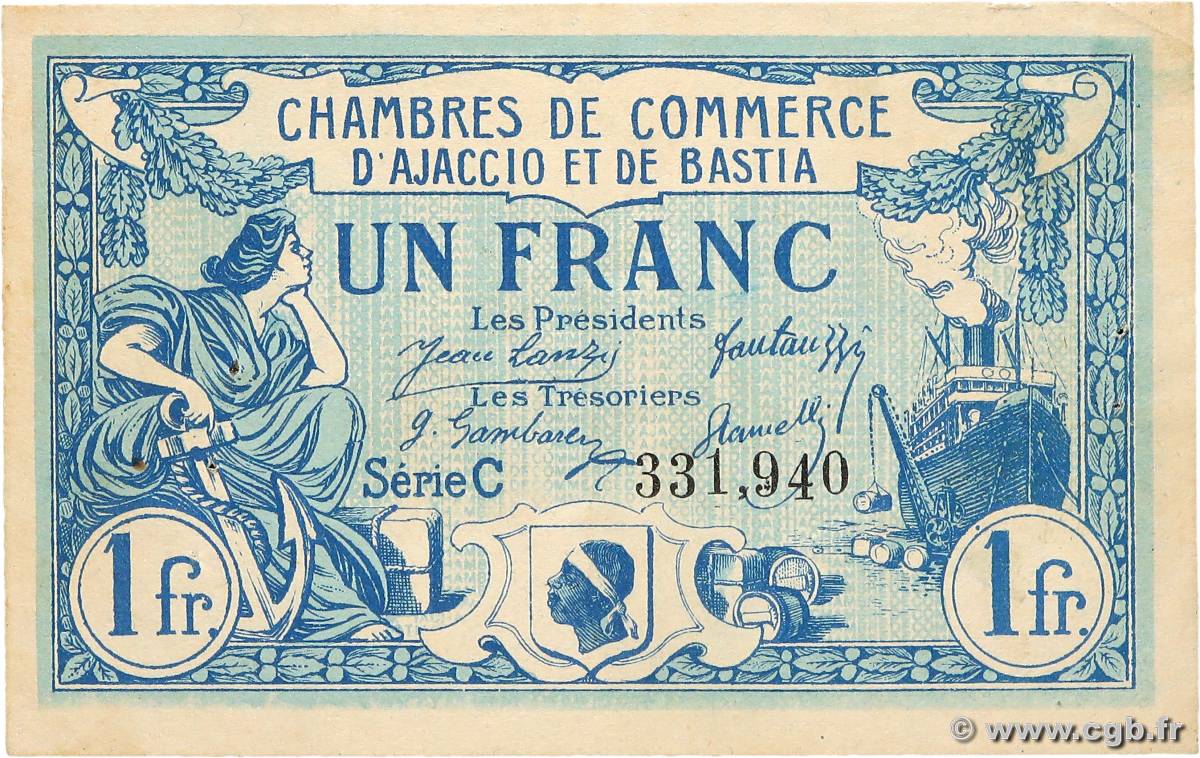 CHAMBRES DE COMMERCE
D'AJACCIO ET DE BASTIA
UN FRANC
Les Présidents
Jean Lanzi
Fantauzzi
Les Trésoriers
Série C
331,940
1 fr.
1 fr.
© www.cgb.fr